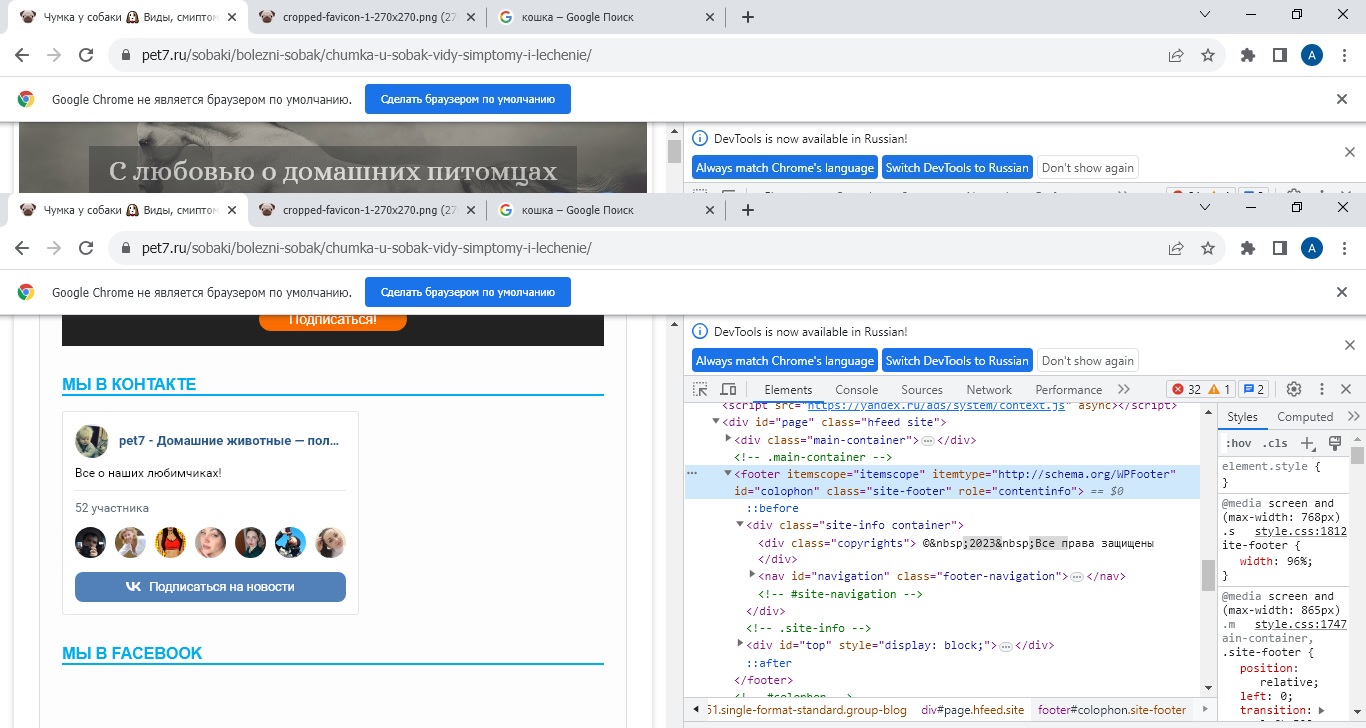 Чумка у собаки Виды, смиптом
cropped-favicon-1-270x270.png (27
кошка – Google Поиск
pet7.ru/sobaki/bolezni-sobak/chumka-u-sobak-vidy-simptomy-i-lechenie/
A
Google Chrome не является браузером по умолчанию.
Сделать браузером по умолчанию
С любовью о домашних питомцах
DevTools is now available in Russian!
Always match Chrome's language
Switch DevTools to Russian
Don't show again
Чумка у собаки Виды, смиптом
cropped-favicon-1-270x270.png (27
кошка – Google Поиск
pet7.ru/sobaki/bolezni-sobak/chumka-u-sobak-vidy-simptomy-i-lechenie/
A
Google Chrome не является браузером по умолчанию.
Сделать браузером по умолчанию
Подписаться!
МЫ В КОНТАКТЕ
pet7 - Домашние животные — пол...
Все о наших любимчиках!
52 участника
Подписаться на новости
МЫ В FACEBOOK
DevTools is now available in Russian!
Always match Chrome's language
Switch DevTools to Russian
Don't show again
Elements
Console
Sources
Network
Performance
32
1
2
<script src="https://yandex.ru/ads/system/context.js" async></script>
<div id="page" class="hfeed site">
<div class="main-container">…</div>
<!-- .main-container -->
<footer itemscope="itemscope" itemtype="http://schema.org/WPFooter"
id="colophon" class="site-footer" role="contentinfo"> == $0
::before
<div class="site-info container">
<div class="copyrights"> ©&nbsp;2023&nbsp;Все права защищены
</div>
<nav id="navigation" class="footer-navigation">…</nav>
<!-- #site-navigation -->
</div>
<!-- .site-info -->
<div id="top" style="display: block;">…</div>
::after
</footer>
<!-- #colophon -->
51.single-format-standard.group-blog
div#page.hfeed.site
footer#colophon.site-footer
Styles
Computed
:hov
.cls
element.style {
}
@media screen and
(max-width: 768px)
.s style.css:1812
ite-footer {
width: 96%;
}
@media screen and
(max-width: 865px)
.m style.css:1747
ain-container,
.site-footer {
position:
relative;
left: 0;
transition: